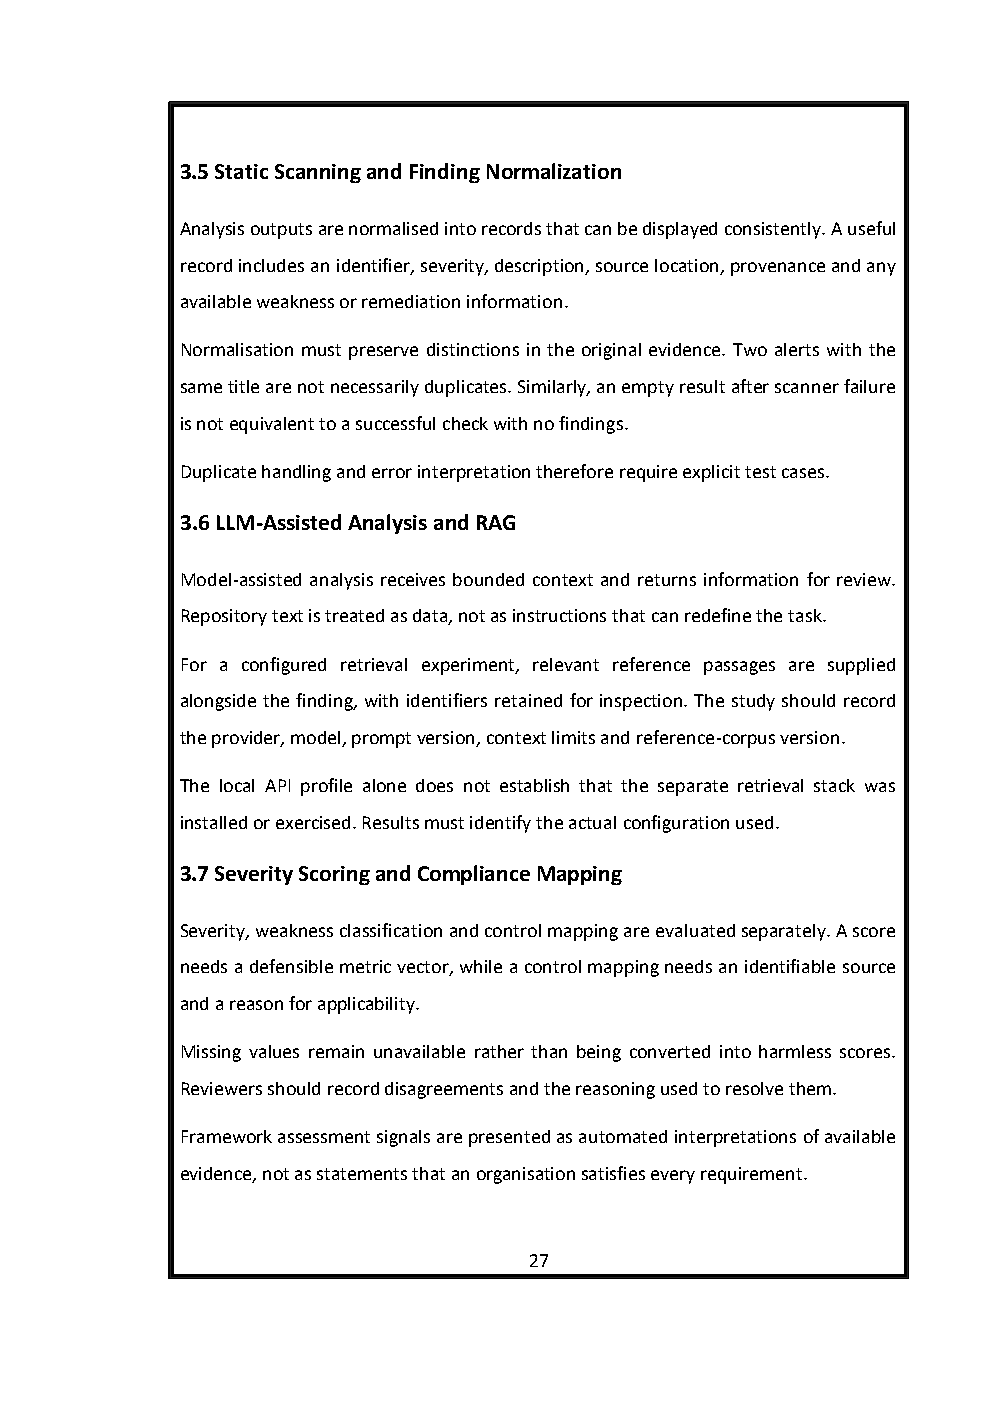 3.5 Static Scanning and Finding Normalization
Analysis outputs are normalised into records that can be displayed consistently. A useful
record includes an identifier, severity, description, source location, provenance and any
available weakness or remediation information.
Normalisation must preserve distinctions in the original evidence. Two alerts with the
same title are not necessarily duplicates. Similarly, an empty result after scanner failure
is not equivalent to a successful check with no findings.
Duplicate handling and error interpretation therefore require explicit test cases.
3.6 LLM-Assisted Analysis and RAG
Model-assisted analysis receives bounded context and returns information for review.
Repository text is treated as data, not as instructions that can redefine the task.
For a configured retrieval experiment, relevant reference passages are supplied
alongside the finding, with identifiers retained for inspection. The study should record
the provider, model, prompt version, context limits and reference-corpus version.
The local API profile alone does not establish that the separate retrieval stack was
installed or exercised. Results must identify the actual configuration used.
3.7 Severity Scoring and Compliance Mapping
Severity, weakness classification and control mapping are evaluated separately. A score
needs a defensible metric vector, while a control mapping needs an identifiable source
and a reason for applicability.
Missing values remain unavailable rather than being converted into harmless scores.
Reviewers should record disagreements and the reasoning used to resolve them.
Framework assessment signals are presented as automated interpretations of available
evidence, not as statements that an organisation satisfies every requirement.
27